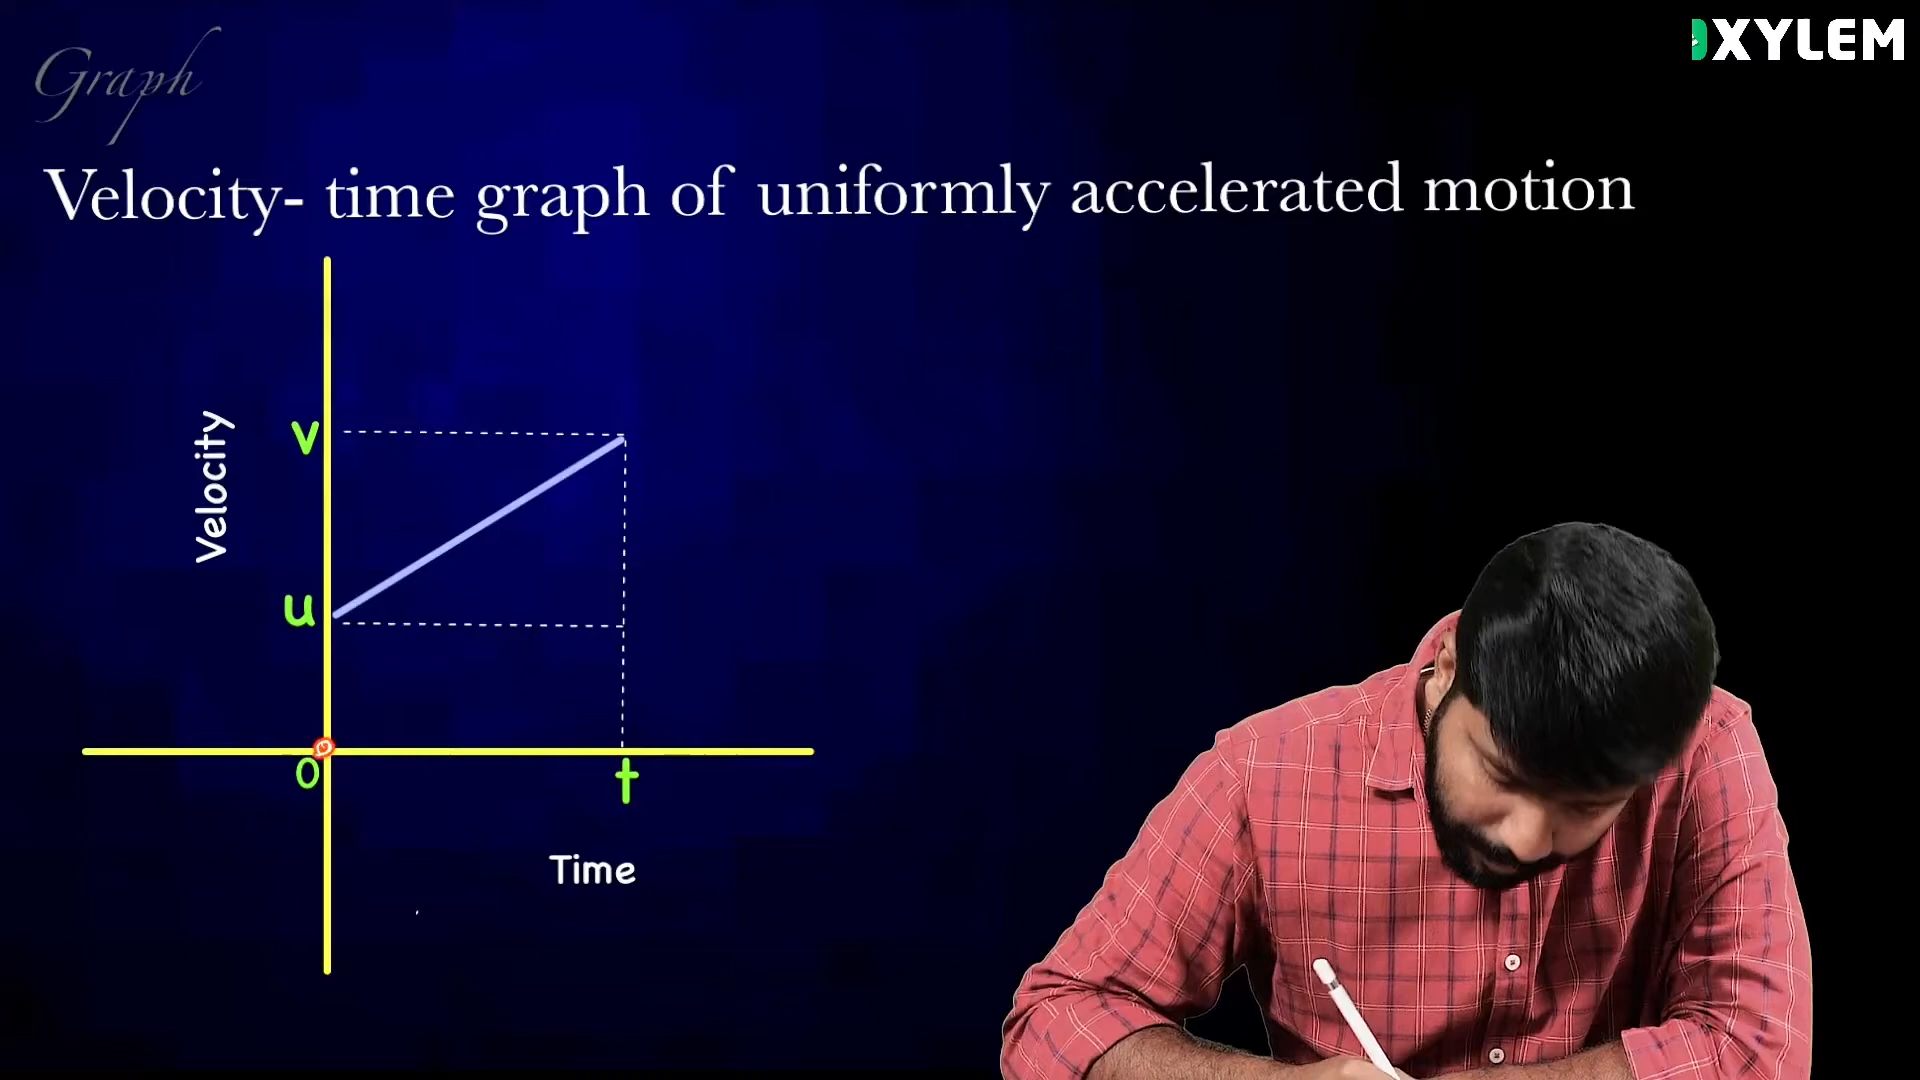 Graph
XYLEM
Velocity- time graph of uniformly accelerated motion
v
Velocity
u
0
t
Time